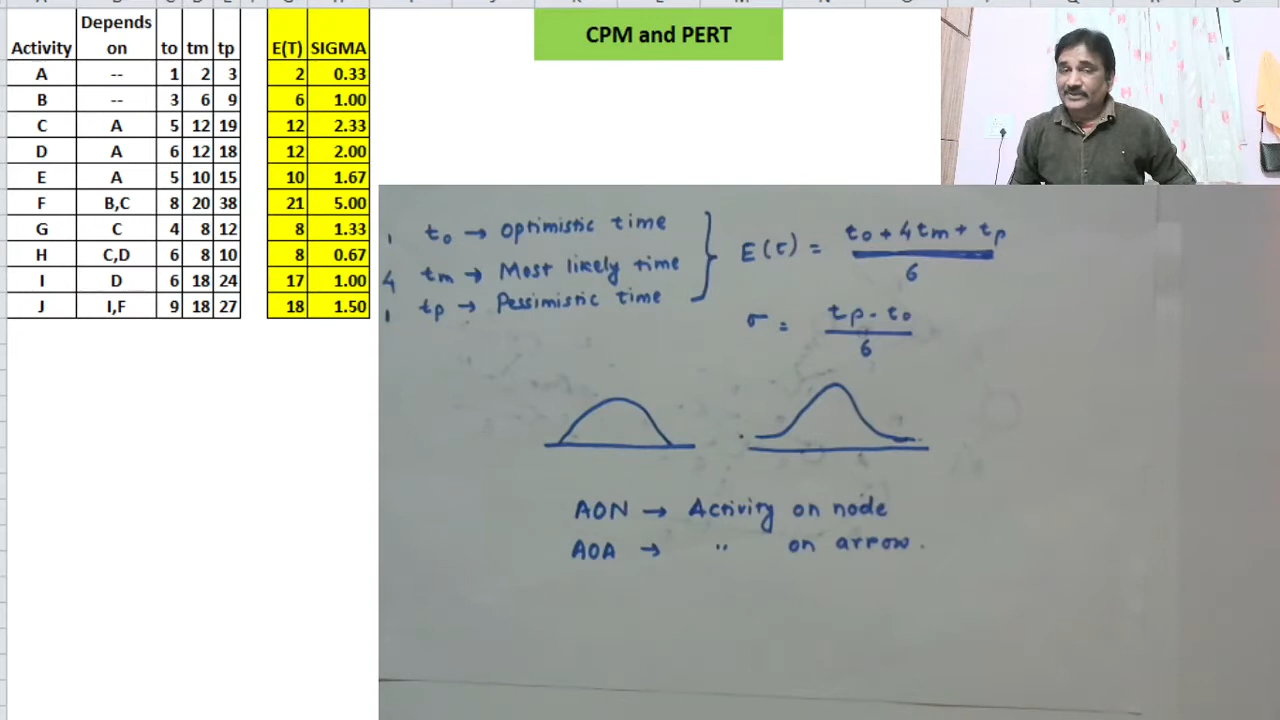 CPM and PERT
Activity Depends on to tm tp E(T) SIGMA
A -- 1 2 3 2 0.33
B -- 3 6 9 6 1.00
C A 5 12 19 12 2.33
D A 6 12 18 12 2.00
E A 5 10 15 10 1.67
F B,C 8 20 38 21 5.00
G C 4 8 12 8 1.33
H C,D 6 8 10 8 0.67
I D 6 18 24 17 1.00
J I,F 9 18 27 18 1.50
1 to → optimistic time
4 tm → Most likely time
1 tp → Pessimistic time
E(t) = to + 4tm + tp
6
σ = tp - to
6
AON → Activity on node
AOA → " on arrow.